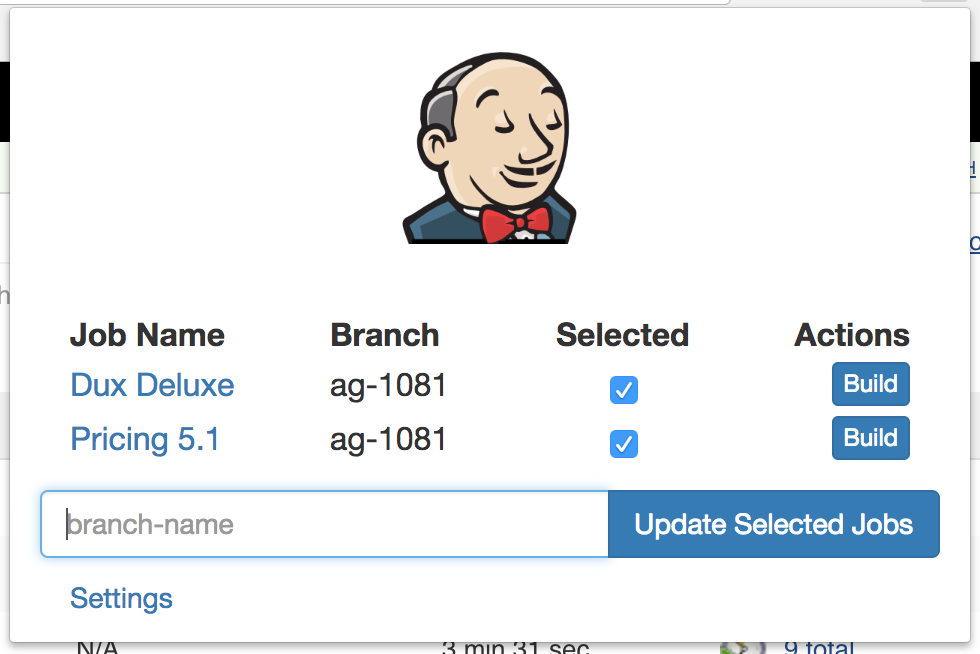 Job Name Branch Selected Actions
Dux Deluxe ag-1081 Build
Pricing 5.1 ag-1081 Build
branch-name Update Selected Jobs
Settings
N/A 3 min 31 sec 9 total